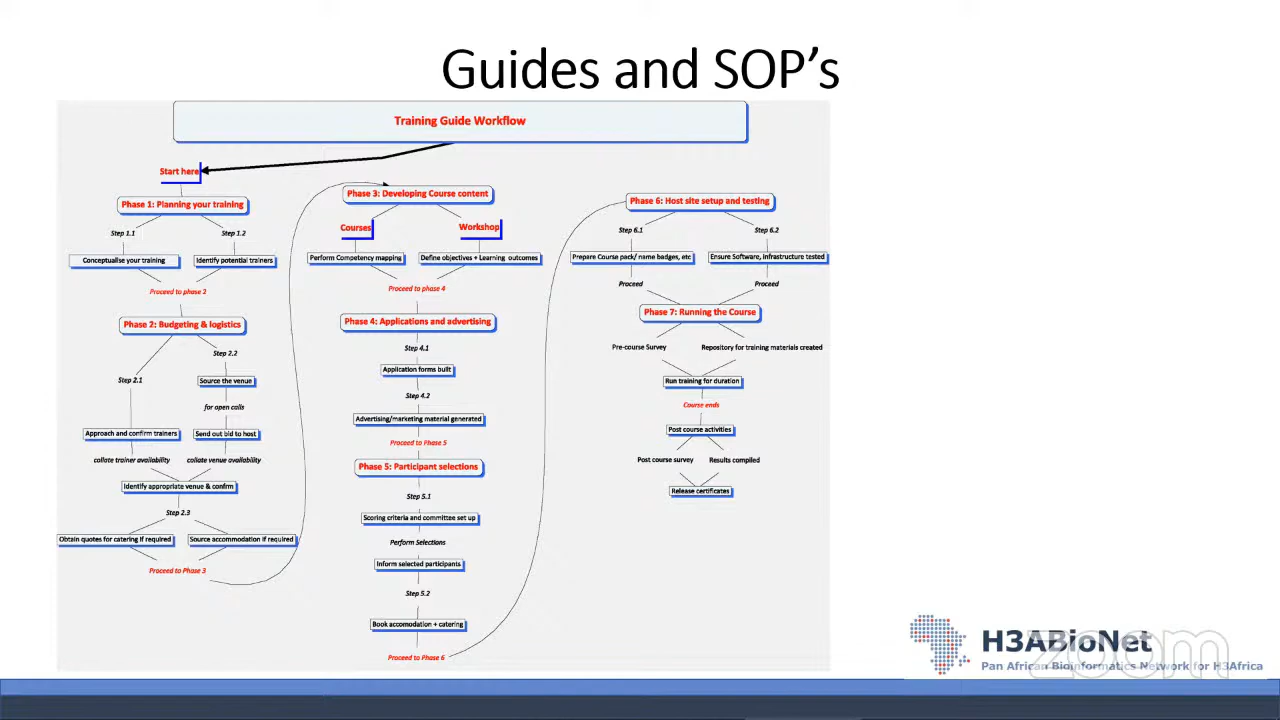 Guides and SOP's
Training Guide Workflow
Start here
Phase 1: Planning your training
Step 1.1
Step 1.2
Conceptualise your training
Identify potential trainers
Proceed to phase 2
Phase 2: Budgeting & logistics
Step 2.2
Step 2.1
Source the venue
for open calls
Approach and confirm trainers
Send out bid to host
collate trainer availability
collate venue availability
Identify appropriate venue & confirm
Step 2.3
Obtain quotes for catering if required
Source accommodation if required
Proceed to Phase 3
Phase 3: Developing Course content
Courses
Workshop
Perform Competency mapping
Define objectives + Learning outcomes
Proceed to phase 4
Phase 4: Applications and advertising
Step 4.1
Application forms built
Step 4.2
Advertising/marketing material generated
Proceed to Phase 5
Phase 5: Participant selections
Step 5.1
Scoring criteria and committee set up
Perform Selections
Inform selected participants
Step 5.2
Book accomodation + catering
Proceed to Phase 6
Phase 6: Host site setup and testing
Step 6.1
Step 6.2
Prepare Course pack/ name badges, etc
Ensure Software, infrastructure tested
Proceed
Proceed
Phase 7: Running the Course
Pre-course Survey
Repository for training materials created
Run training for duration
Course ends
Post course activities
Post course survey
Results compiled
Release certificates
H3ABioNet
Pan African Bioinformatics Network for H3Africa
zoom